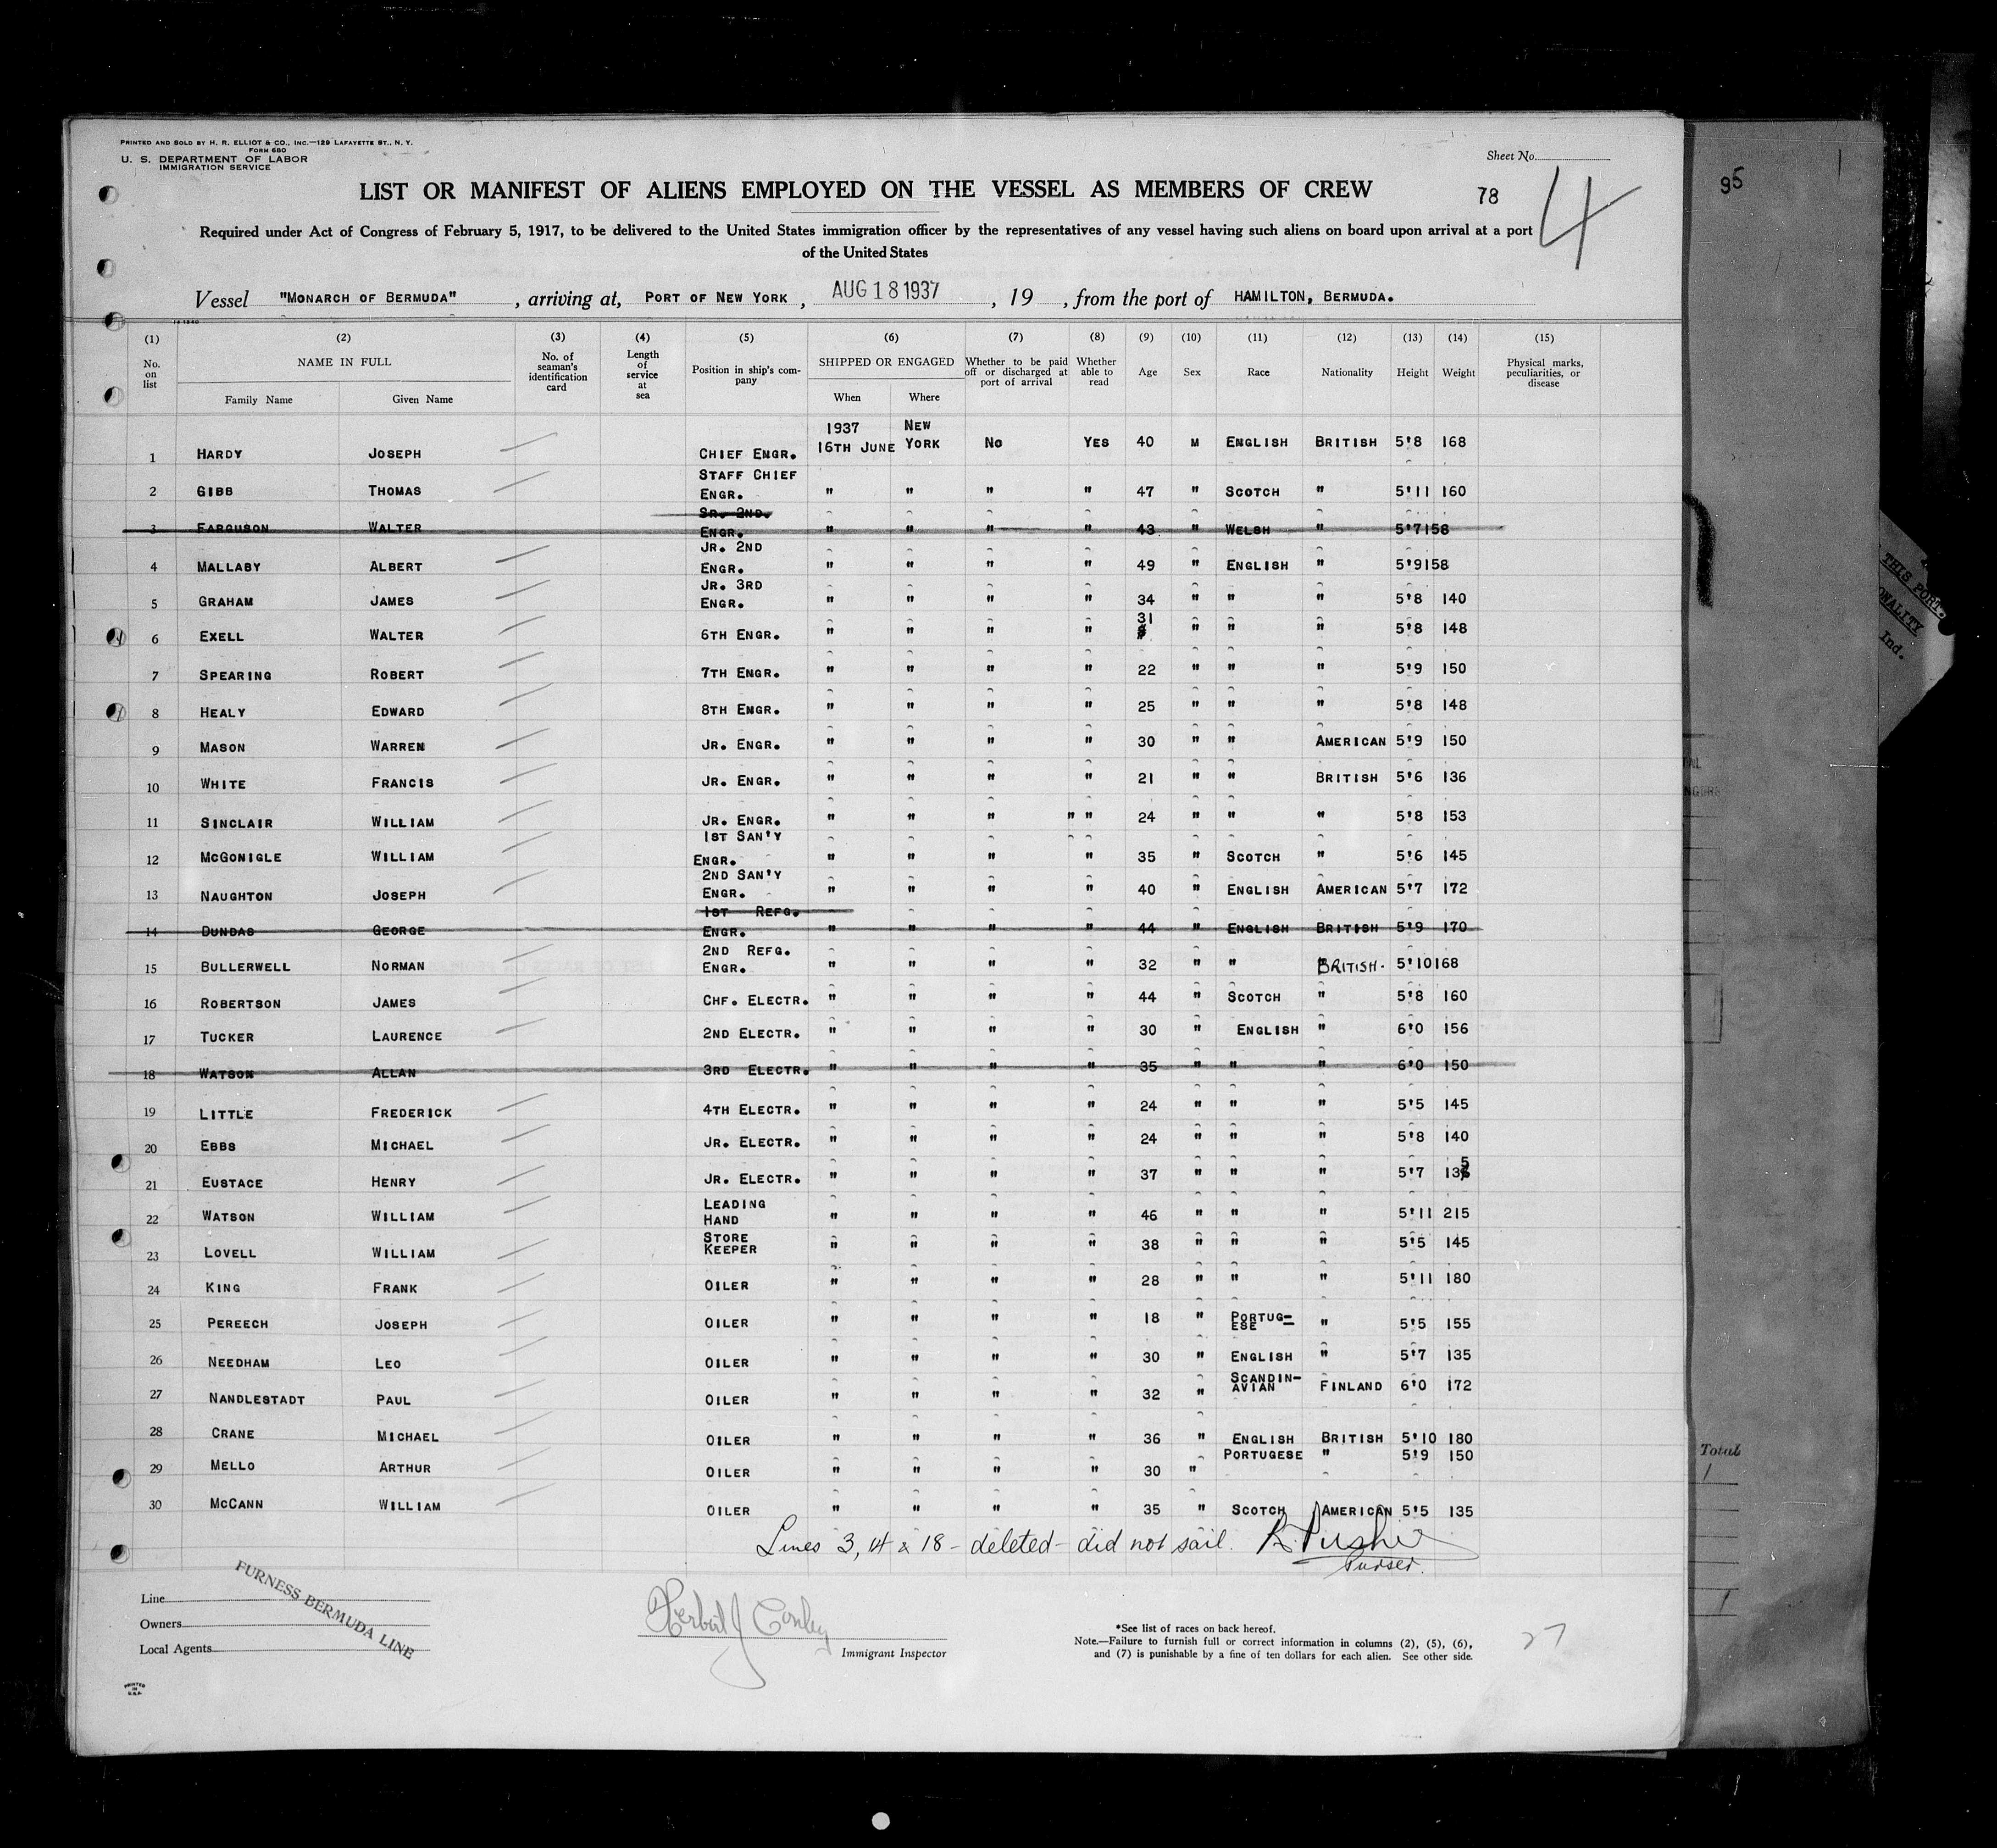 PRINTED AND SOLD BY H. R. ELLIOT & CO., INC.—129 LAFAYETTE ST., N. Y.
FORM 680
U. S. DEPARTMENT OF LABOR
IMMIGRATION SERVICE
Sheet No.
LIST OR MANIFEST OF ALIENS EMPLOYED ON THE VESSEL AS MEMBERS OF CREW
78 4
95
Required under Act of Congress of February 5, 1917, to be delivered to the United States immigration officer by the representatives of any vessel having such aliens on board upon arrival at a port
of the United States
Vessel "MONARCH OF BERMUDA", arriving at, PORT OF NEW YORK, AUG 18 1937, 19 , from the port of HAMILTON, BERMUDA.
(1) (2) (3) (4) (5) (6) (7) (8) (9) (10) (11) (12) (13) (14) (15)
No. on list NAME IN FULL Family Name Given Name No. of seaman's identification card Length of service at sea Position in ship's company SHIPPED OR ENGAGED When Where Whether to be paid off or discharged at port of arrival Whether able to read Age Sex Race Nationality Height Weight Physical marks, peculiarities, or disease
1 HARDY JOSEPH CHIEF ENGR. 1937 16TH JUNE NEW YORK NO YES 40 M ENGLISH BRITISH 5'8 168
2 GIBB THOMAS STAFF CHIEF ENGR. " " " " 47 " SCOTCH " 5'11 160
3 FARGUSON WALTER SR. 2ND. ENGR. " " " " 43 " WELSH " 5'7 158
4 MALLABY ALBERT JR. 2ND ENGR. " " " " 49 " ENGLISH " 5'9 158
5 GRAHAM JAMES JR. 3RD ENGR. " " " " 34 " " " 5'8 140
6 EXELL WALTER 6TH ENGR. " " " " 31 " " " 5'8 148
7 SPEARING ROBERT 7TH ENGR. " " " " 22 " " " 5'9 150
8 HEALY EDWARD 8TH ENGR. " " " " 25 " " " 5'8 148
9 MASON WARREN JR. ENGR. " " " " 30 " " AMERICAN 5'9 150
10 WHITE FRANCIS JR. ENGR. " " " " 21 " " BRITISH 5'6 136
11 SINCLAIR WILLIAM JR. ENGR. " " " " " 24 " " " 5'8 153
12 MCGONIGLE WILLIAM 1ST SAN'Y ENGR. " " " " 35 " SCOTCH " 5'6 145
13 NAUGHTON JOSEPH 2ND SAN'Y ENGR. " " " " 40 " ENGLISH AMERICAN 5'7 172
14 DUNDAS GEORGE 1ST REFG. ENGR. " " " " 44 " ENGLISH BRITISH 5'9 170
15 BULLERWELL NORMAN 2ND REFG. ENGR. " " " " 32 " " BRITISH. 5'10 168
16 ROBERTSON JAMES CHF. ELECTR. " " " " 44 " SCOTCH " 5'8 160
17 TUCKER LAURENCE 2ND ELECTR. " " " " 30 " ENGLISH " 6'0 156
18 WATSON ALLAN 3RD ELECTR. " " " " 35 " " " 6'0 150
19 LITTLE FREDERICK 4TH ELECTR. " " " " 24 " " " 5'5 145
20 EBBS MICHAEL JR. ELECTR. " " " " 24 " " " 5'8 140
21 EUSTACE HENRY JR. ELECTR. " " " " 37 " " " 5'7 135
22 WATSON WILLIAM LEADING HAND " " " " 46 " " " 5'11 215
23 LOVELL WILLIAM STORE KEEPER " " " " 38 " " " 5'5 145
24 KING FRANK OILER " " " " 28 " " " 5'11 180
25 PEREECH JOSEPH OILER " " " " 18 " PORTUG-ESE " 5'5 155
26 NEEDHAM LEO OILER " " " " 30 " ENGLISH " 5'7 135
27 NANDLESTADT PAUL OILER " " " " 32 " SCANDIN-AVIAN FINLAND 6'0 172
28 CRANE MICHAEL OILER " " " " 36 " ENGLISH BRITISH 5'10 180
29 MELLO ARTHUR OILER " " " " 30 " PORTUGESE " 5'9 150
30 MCCANN WILLIAM OILER " " " " 35 " SCOTCH AMERICAN 5'5 135
Lines 3, 14 & 18 - deleted - did not sail.
Purser.
Line
Owners
Local Agents
FURNESS BERMUDA LINE
Immigrant Inspector
*See list of races on back hereof.
Note.—Failure to furnish full or correct information in columns (2), (5), (6),
and (7) is punishable by a fine of ten dollars for each alien. See other side.
27
PRINTED IN U.S.A.
THIS PORT.
Ind.
Total
1
1